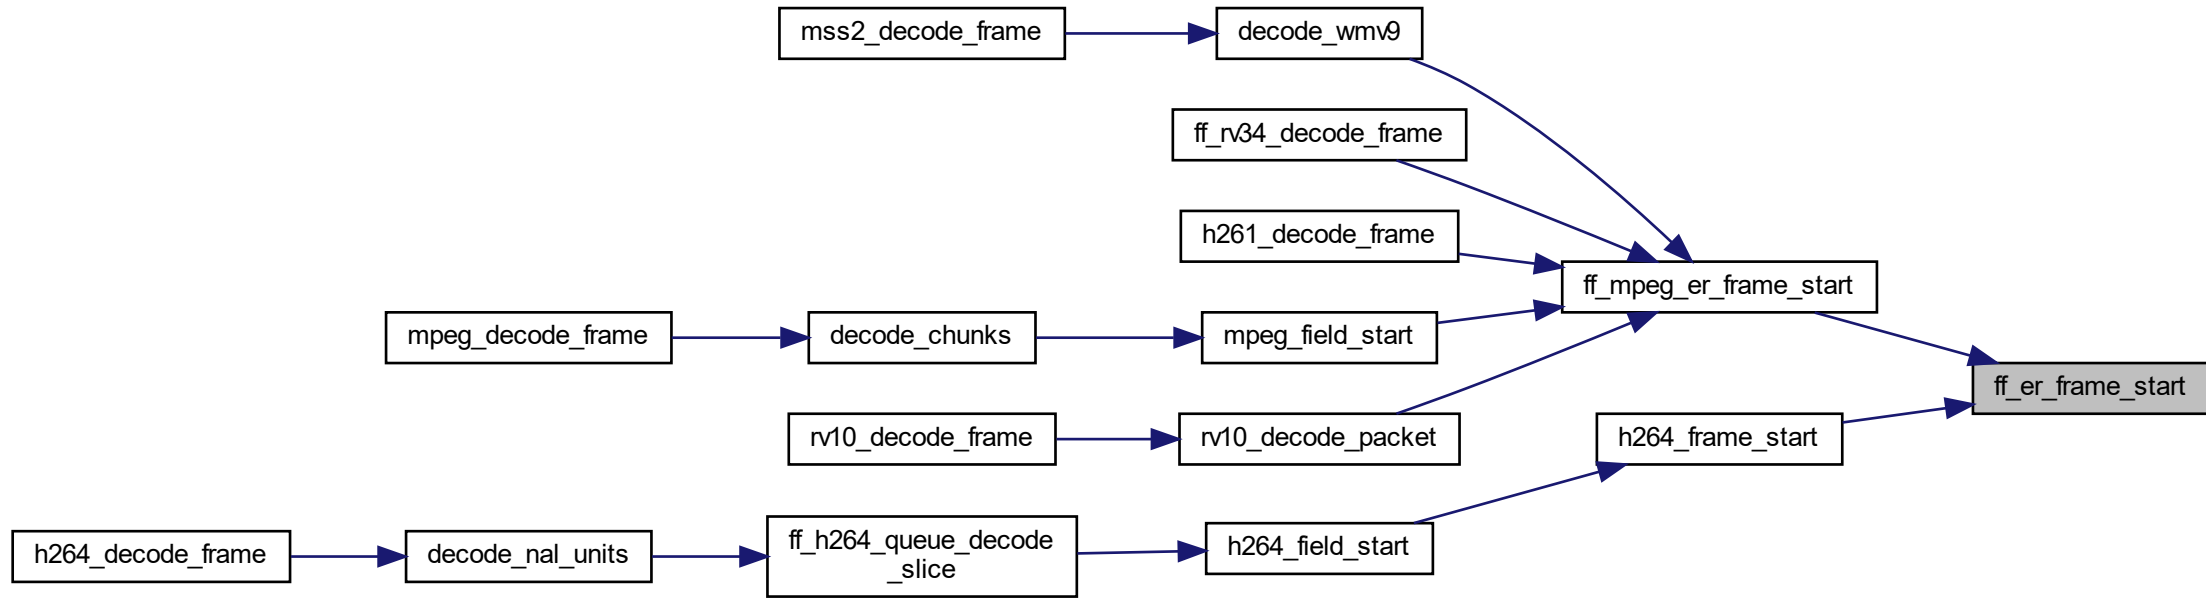 mss2_decode_frame
decode_wmv9
ff_rv34_decode_frame
h261_decode_frame
ff_mpeg_er_frame_start
mpeg_decode_frame
decode_chunks
mpeg_field_start
ff_er_frame_start
rv10_decode_frame
rv10_decode_packet
h264_frame_start
h264_decode_frame
decode_nal_units
ff_h264_queue_decode
_slice
h264_field_start